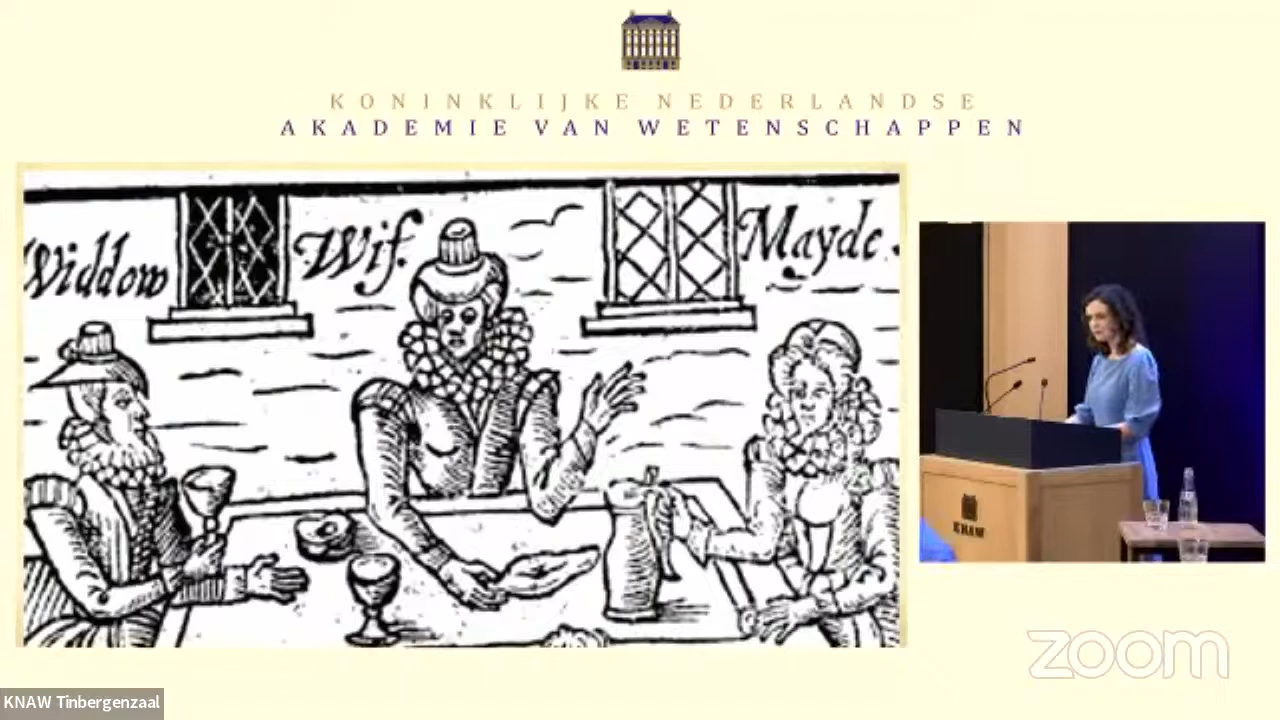 KONINKLIJKE NEDERLANDSE
AKADEMIE VAN WETENSCHAPPEN
Widdow
Wif.
Mayde.
KNAW
zoom
KNAW Tinbergenzaal